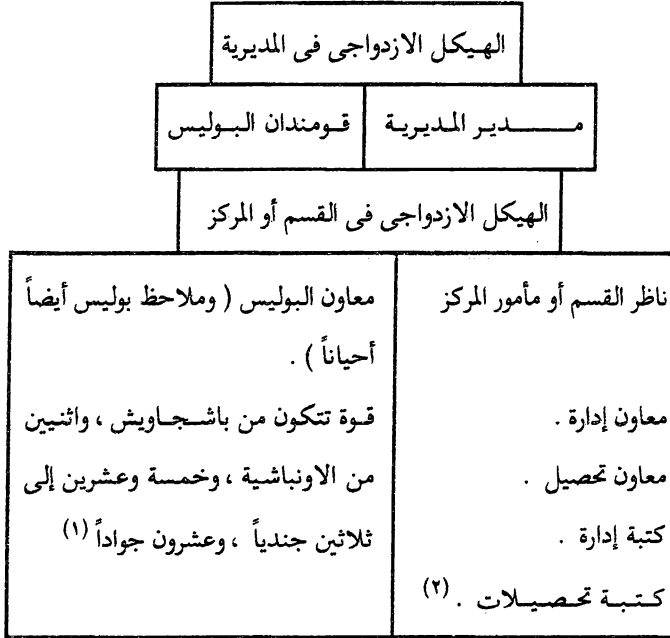 الهيكل الازدواجى فى المديرية
مدير المديرية
قومندان البوليس
الهيكل الازدواجى فى القسم أو المركز
ناظر القسم أو مأمور المركز
معاون إدارة .
معاون تحصيل .
كتبة إدارة .
كتبة تحصيلات . (٢)
معاون البوليس ( وملاحظ بوليس أيضاً
أحياناً ) .
قوة تتكون من باشجاويش ، واثنيين
من الاونباشية ، وخمسة وعشرين إلى
ثلاثين جندياً ، وعشرون جواداً (١)